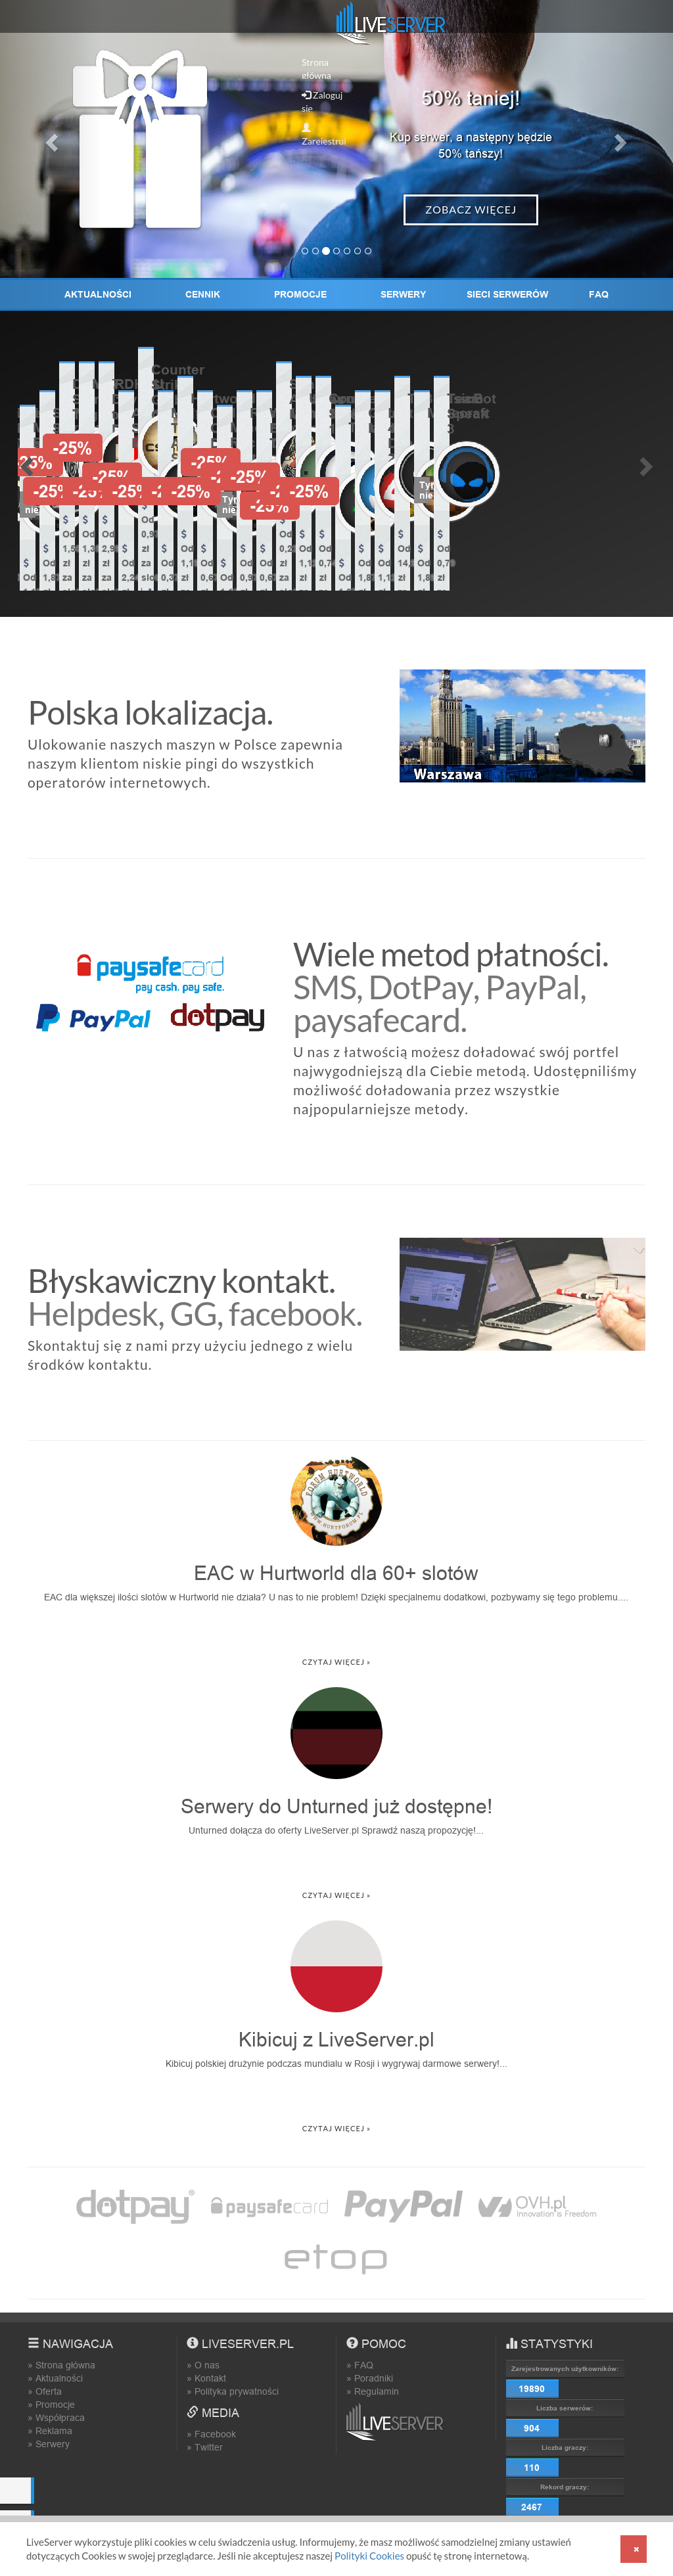 LIVESERVER
Strona
główna
Zaloguj
się
Zarejestruj
50% taniej!
Kup serwer, a następny będzie
50% tańszy!
ZOBACZ WIĘCEJ
AKTUALNOŚCI CENNIK PROMOCJE SERWERY SIECI SERWERÓW FAQ
Counter
-25%
-25%
-25%
-25%
-25%
-25%
-25%
Polska lokalizacja.
Ulokowanie naszych maszyn w Polsce zapewnia
naszym klientom niskie pingi do wszystkich
operatorów internetowych.
Warszawa
paysafecard
pay cash. pay safe.
PayPal dotpay
Wiele metod płatności.
SMS, DotPay, PayPal,
paysafecard.
U nas z łatwością możesz doładować swój portfel
najwygodniejszą dla Ciebie metodą. Udostępniliśmy
możliwość doładowania przez wszystkie
najpopularniejsze metody.
Błyskawiczny kontakt.
Helpdesk, GG, facebook.
Skontaktuj się z nami przy użyciu jednego z wielu
środków kontaktu.
FORUM HURTWORLD
WWW.HURTFORUM.PL
EAC w Hurtworld dla 60+ slotów
EAC dla większej ilości slotów w Hurtworld nie działa? U nas to nie problem! Dzięki specjalnemu dodatkowi, pozbywamy się tego problemu....
CZYTAJ WIĘCEJ »
Serwery do Unturned już dostępne!
Unturned dołącza do oferty LiveServer.pl Sprawdź naszą propozycję!...
CZYTAJ WIĘCEJ »
Kibicuj z LiveServer.pl
Kibicuj polskiej drużynie podczas mundialu w Rosji i wygrywaj darmowe serwery!...
CZYTAJ WIĘCEJ »
dotpay® paysafecard PayPal OVH.pl
Innovation is Freedom
etop
NAWIGACJA
» Strona główna
» Aktualności
» Oferta
» Promocje
» Współpraca
» Reklama
» Serwery
LIVESERVER.PL
» O nas
» Kontakt
» Polityka prywatności
MEDIA
» Facebook
» Twitter
POMOC
» FAQ
» Poradniki
» Regulamin
LIVESERVER
STATYSTYKI
Zarejestrowanych użytkowników:
19890
Liczba serwerów:
904
Liczba graczy:
110
Rekord graczy:
2467
LiveServer wykorzystuje pliki cookies w celu świadczenia usług. Informujemy, że masz możliwość samodzielnej zmiany ustawień
dotyczących Cookies w swojej przeglądarce. Jeśli nie akceptujesz naszej Polityki Cookies opuść tę stronę internetową.